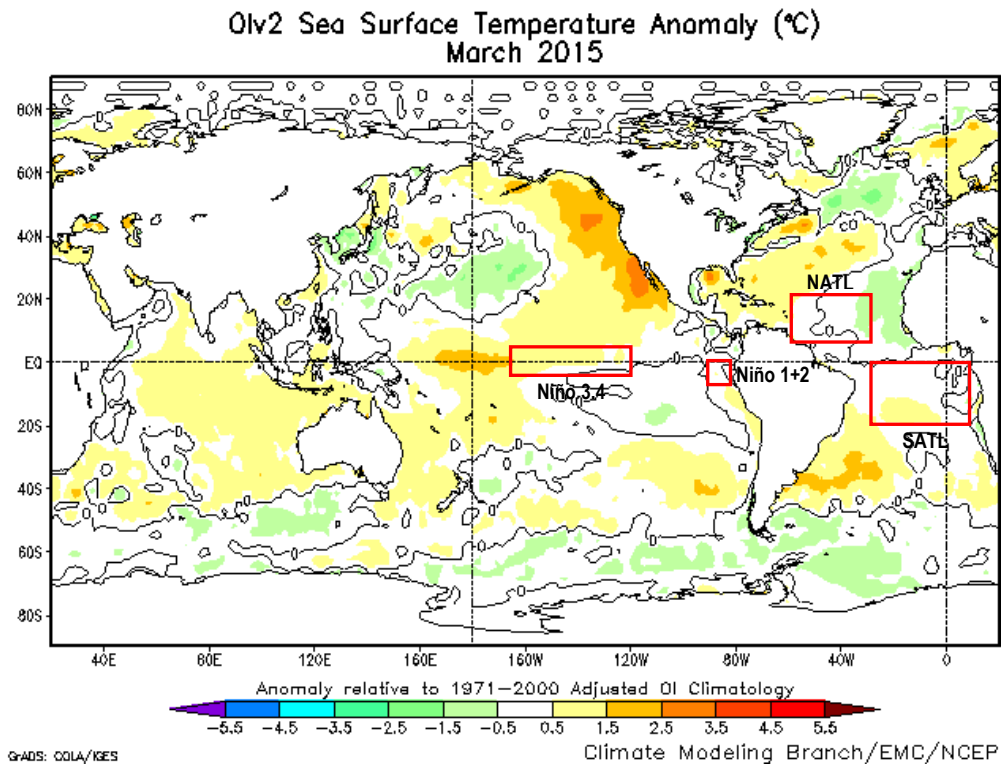 OIv2 Sea Surface Temperature Anomaly (°C)
March 2015
80N
60N
40N
20N
EQ
20S
40S
60S
80S
NATL
Niño 3.4
Niño 1+2
SATL
40E 80E 120E 160W 120W 80W 40W 0
Anomaly relative to 1971−2000 Adjusted OI Climatology
−5.5 −4.5 −3.5 −2.5 −1.5 −0.5 0.5 1.5 2.5 3.5 4.5 5.5
GrADS: COLA/IGES
Climate Modeling Branch/EMC/NCEP